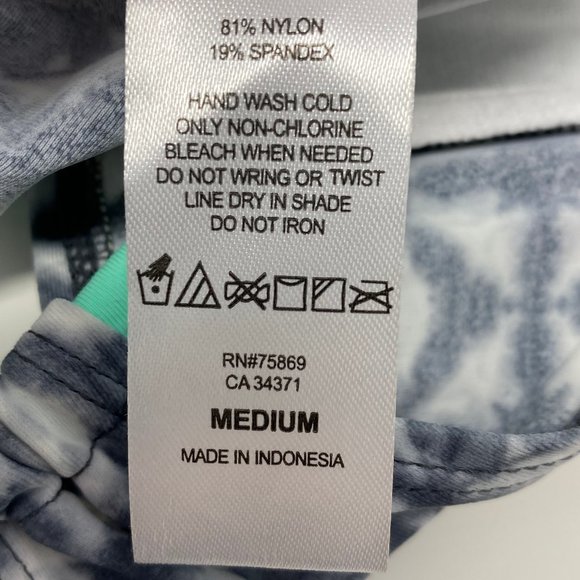 81% NYLON
19% SPANDEX
HAND WASH COLD
ONLY NON-CHLORINE
BLEACH WHEN NEEDED
DO NOT WRING OR TWIST
LINE DRY IN SHADE
DO NOT IRON
RN#75869
CA 34371
MEDIUM
MADE IN INDONESIA